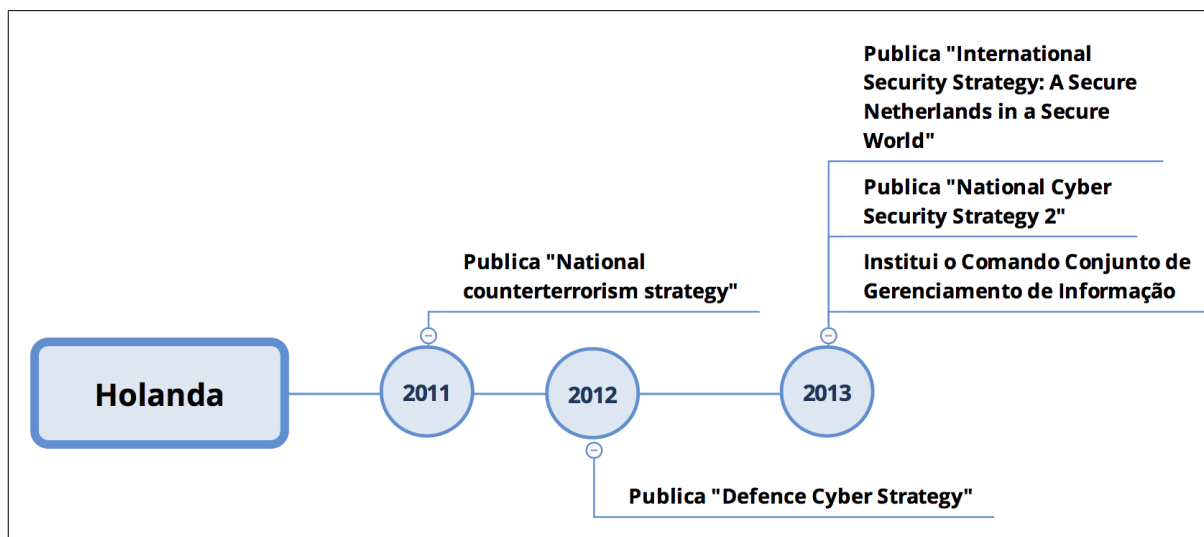 Holanda
2011
Publica "National
counterterrorism strategy"
2012
Publica "Defence Cyber Strategy"
2013
Publica "International
Security Strategy: A Secure
Netherlands in a Secure
World"
Publica "National Cyber
Security Strategy 2"
Institui o Comando Conjunto de
Gerenciamento de Informação